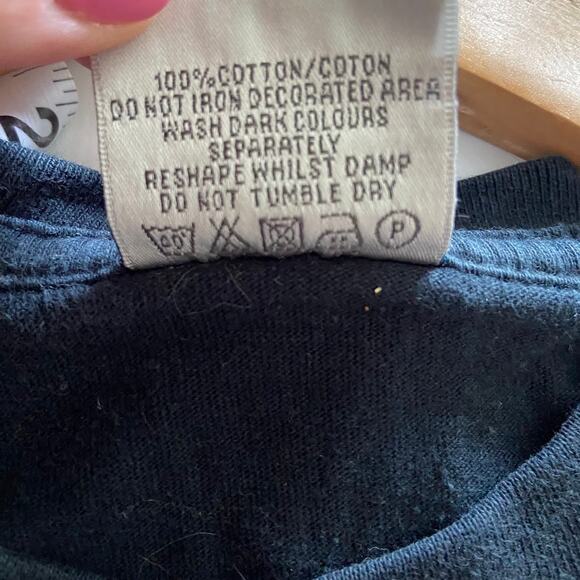 100% COTTON/COTON
DO NOT IRON DECORATED AREA
WASH DARK COLOURS
SEPARATELY
RESHAPE WHILST DAMP
DO NOT TUMBLE DRY
P
2